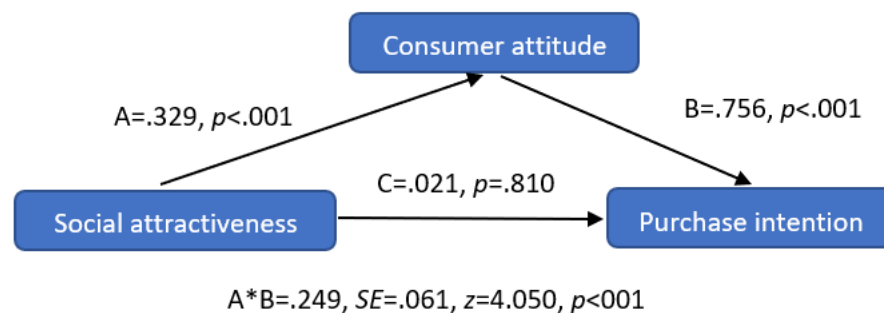 Consumer attitude
A=.329, p<.001
B=.756, p<.001
C=.021, p=.810
Social attractiveness
Purchase intention
A*B=.249, SE=.061, z=4.050, p<001